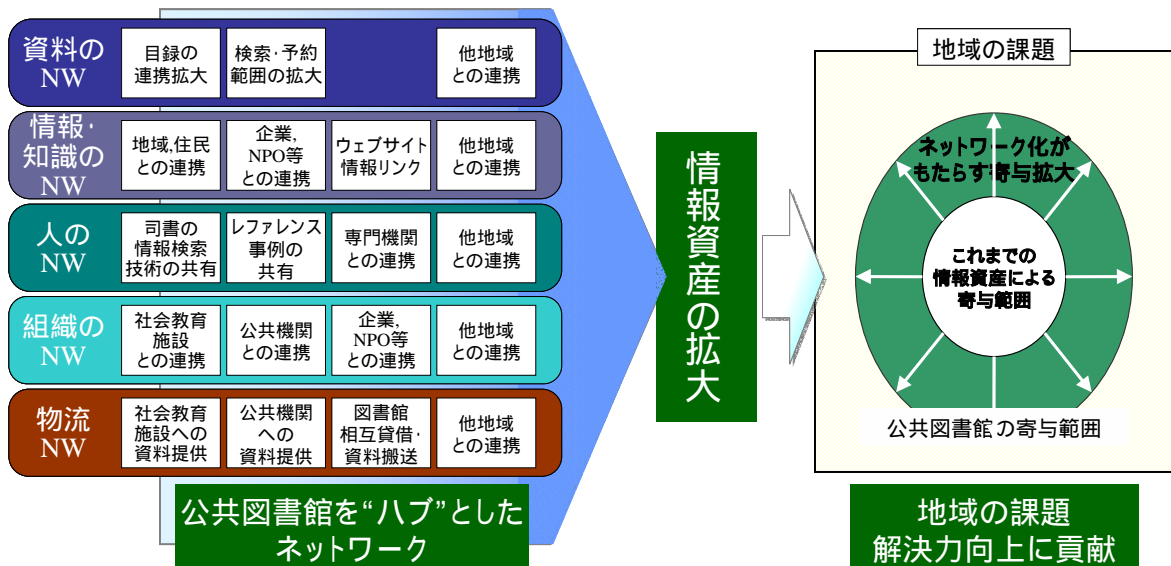 資料の
NW
目録の
連携拡大
検索・予約
範囲の拡大
他地域
との連携
情報・
知識の
NW
地域,住民
との連携
企業,
NPO等
との連携
ウェブサイト
情報リンク
他地域
との連携
人の
NW
司書の
情報検索
技術の共有
レファレンス
事例の
共有
専門機関
との連携
他地域
との連携
組織の
NW
社会教育
施設
との連携
公共機関
との連携
企業,
NPO等
との連携
他地域
との連携
物流
NW
社会教育
施設への
資料提供
公共機関
への
資料提供
図書館
相互貸借・
資料搬送
他地域
との連携
公共図書館を“ハブ”とした
ネットワーク
情報資産の拡大
地域の課題
ネットワーク化が
もたらす寄与拡大
これまでの
情報資産による
寄与範囲
公共図書館の寄与範囲
地域の課題
解決力向上に貢献